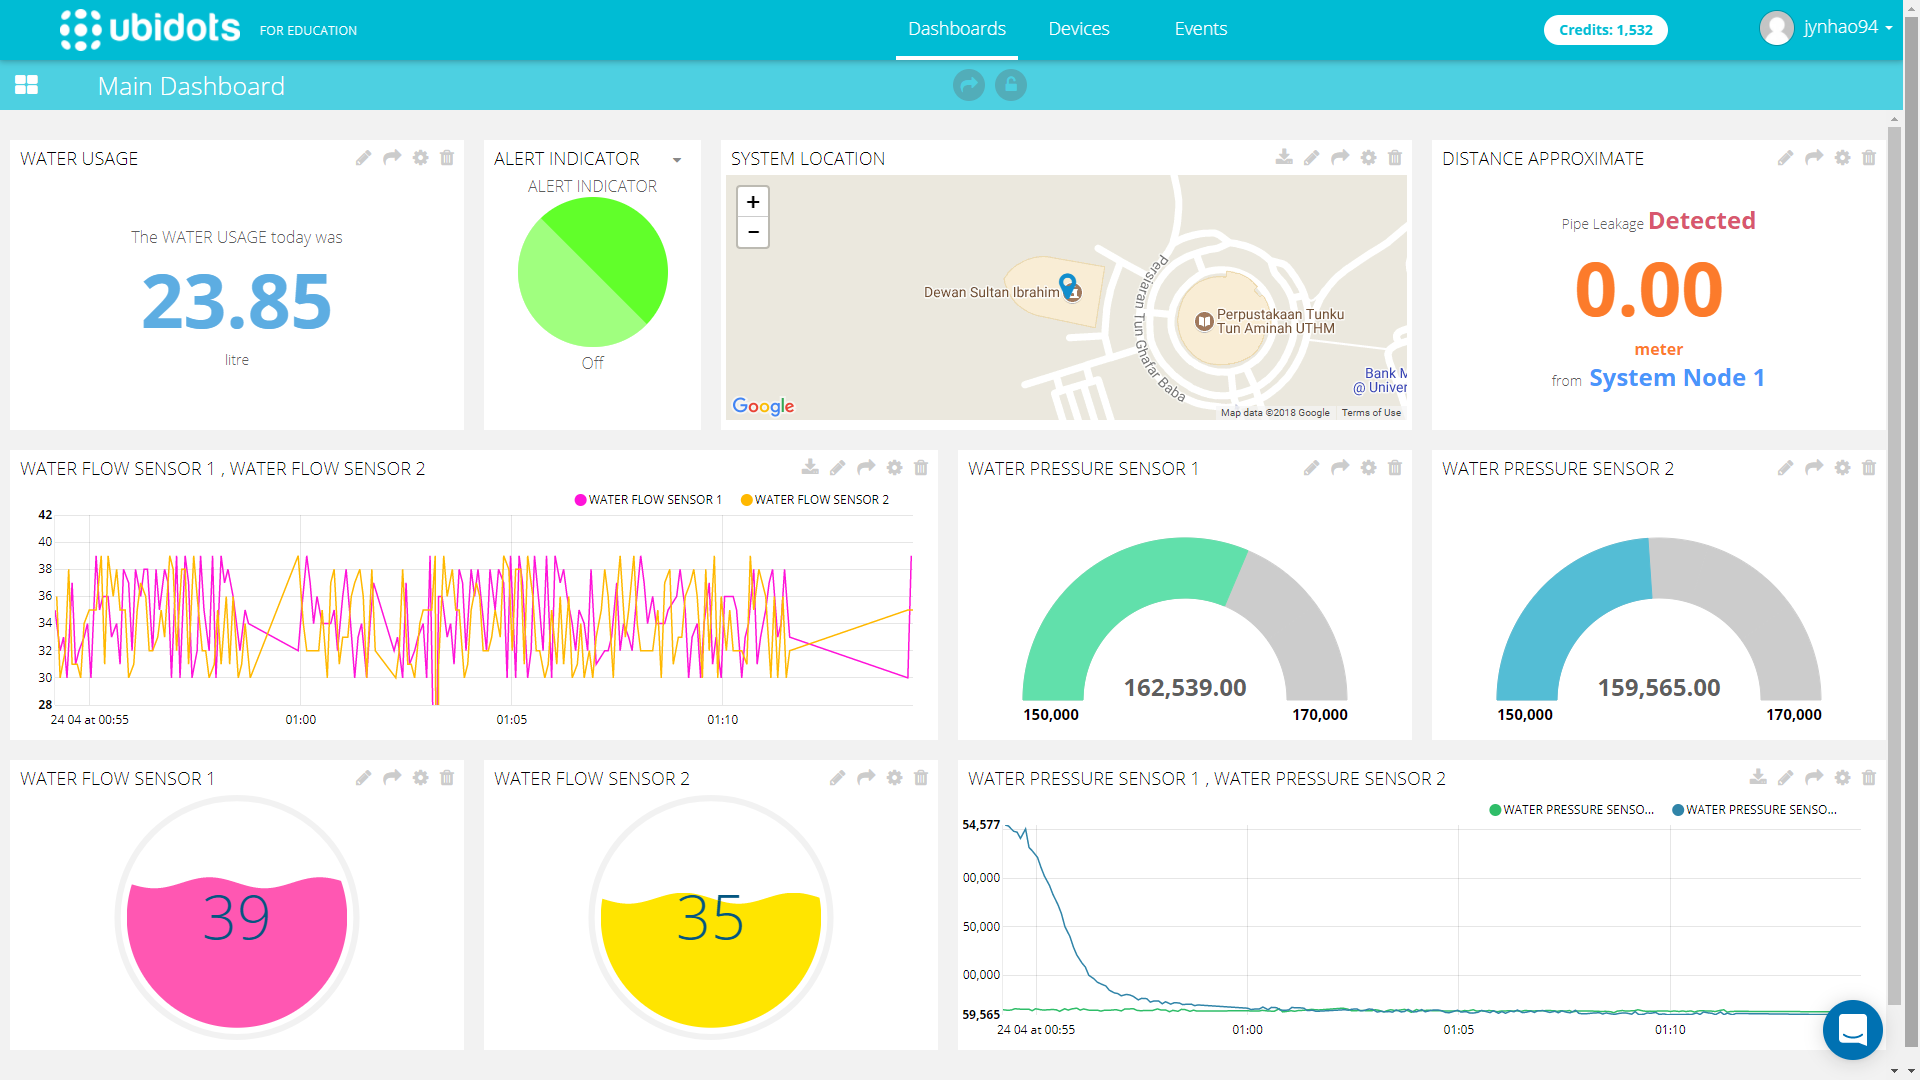 ubidots FOR EDUCATION
Dashboards Devices Events
Credits: 1,532
jynhao94
Main Dashboard
WATER USAGE
The WATER USAGE today was
23.85
litre
ALERT INDICATOR
ALERT INDICATOR
Off
SYSTEM LOCATION
+
−
Dewan Sultan Ibrahim
Persiaran Tun Ghafar Baba
Perpustakaan Tunku
Tun Aminah UTHM
Bank M
@ Univer
Google
Map data ©2018 Google Terms of Use
DISTANCE APPROXIMATE
Pipe Leakage Detected
0.00
meter
from System Node 1
WATER FLOW SENSOR 1 , WATER FLOW SENSOR 2
WATER FLOW SENSOR 1 WATER FLOW SENSOR 2
42
40
38
36
34
32
30
28
24 04 at 00:55 01:00 01:05 01:10
WATER PRESSURE SENSOR 1
162,539.00
150,000 170,000
WATER PRESSURE SENSOR 2
159,565.00
150,000 170,000
WATER FLOW SENSOR 1
39
WATER FLOW SENSOR 2
35
WATER PRESSURE SENSOR 1 , WATER PRESSURE SENSOR 2
WATER PRESSURE SENSO... WATER PRESSURE SENSO...
54,577
00,000
50,000
00,000
59,565
24 04 at 00:55 01:00 01:05 01:10